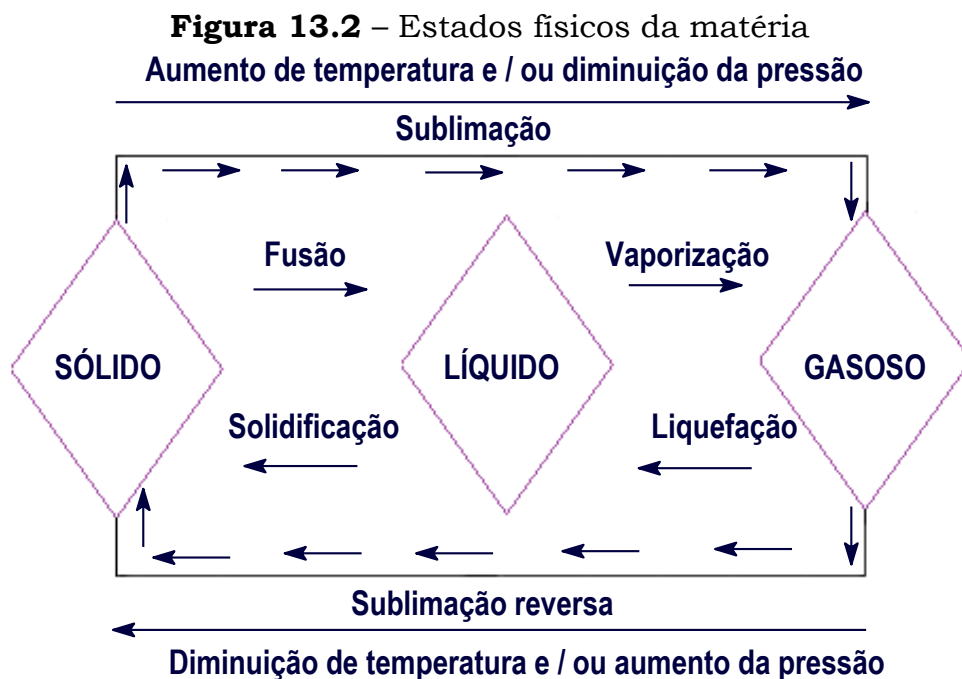 Figura 13.2 – Estados físicos da matéria
Aumento de temperatura e / ou diminuição da pressão
Sublimação
Fusão
Vaporização
SÓLIDO
LÍQUIDO
GASOSO
Solidificação
Liquefação
Sublimação reversa
Diminuição de temperatura e / ou aumento da pressão